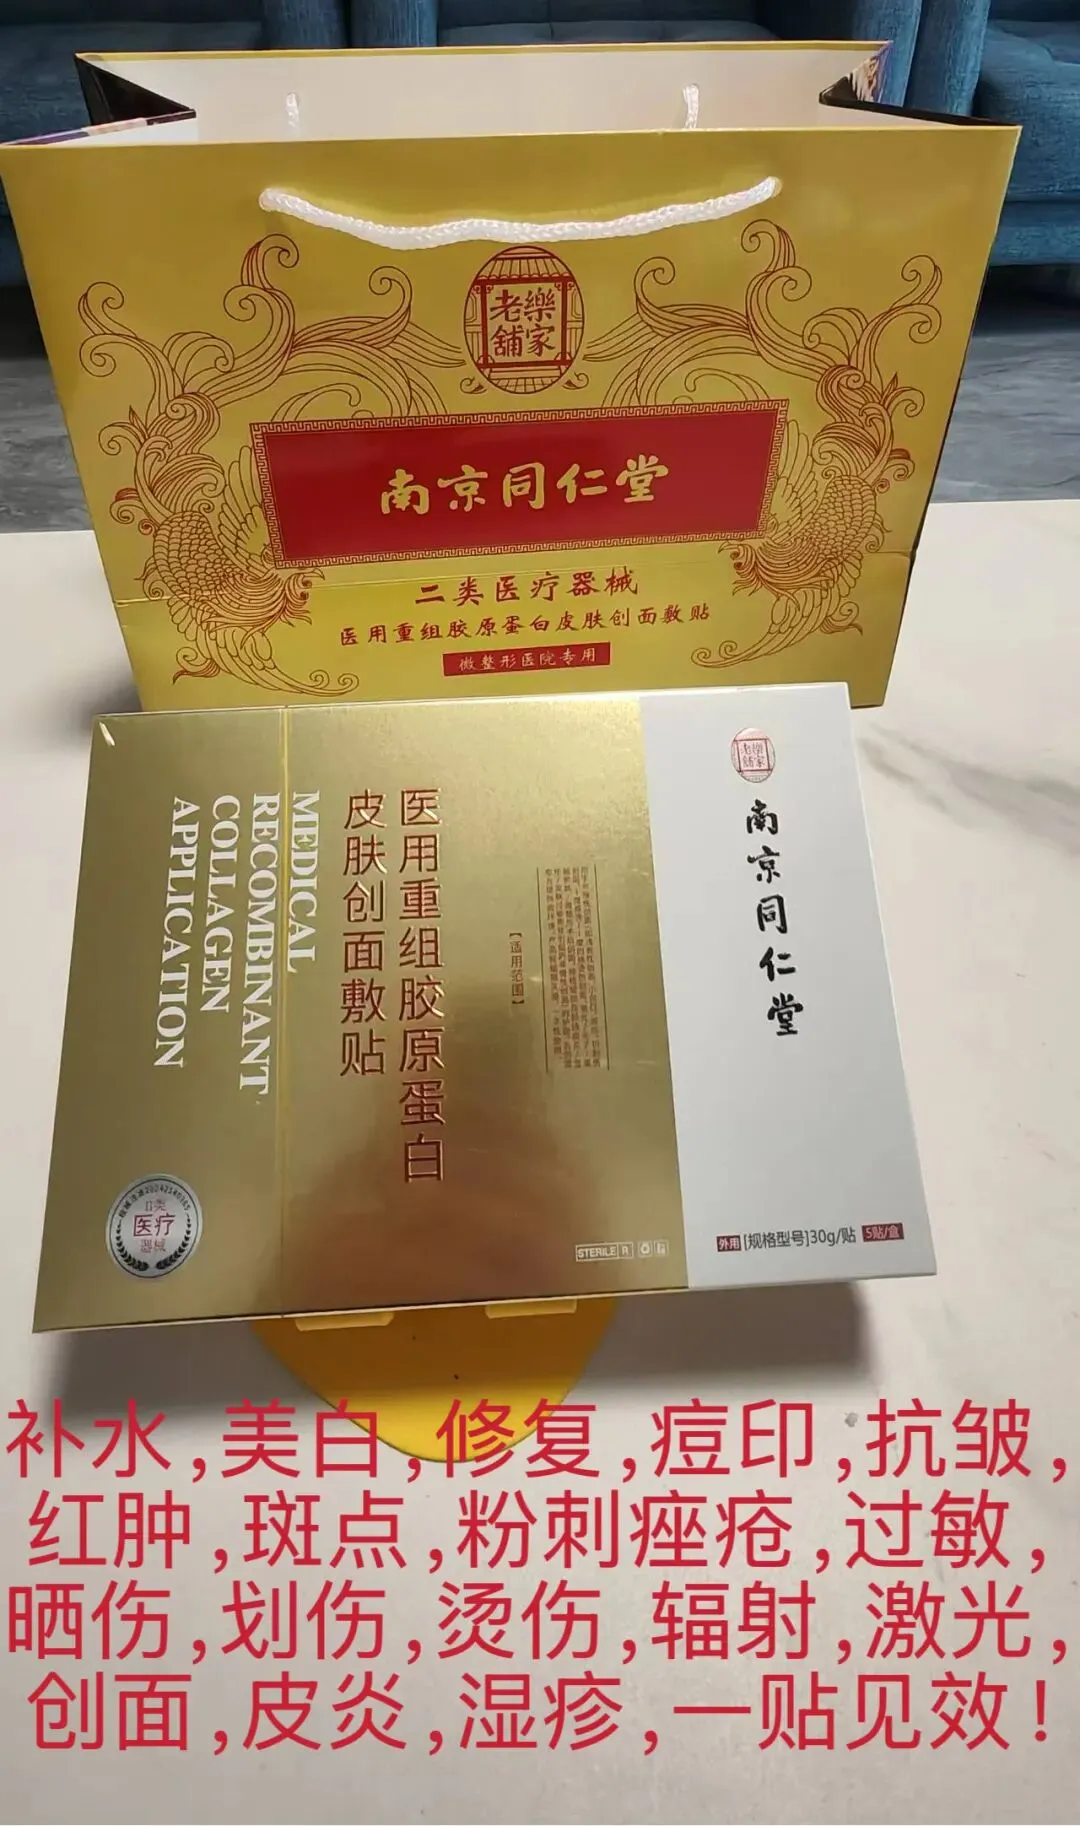 老樂
舖家
南京同仁堂
二类医疗器械
医用重组胶原蛋白皮肤创面敷贴
微整形医院专用
老樂
舖家
南京同仁堂
外用 [规格型号]30g/贴 5贴/盒
【适用范围】
医用重组胶原蛋白
皮肤创面敷贴
MEDICAL
RECOMBINANT
COLLAGEN
APPLICATION
II类
医疗
器械
STERILE R
补水,美白,修复,痘印,抗皱,
红肿,斑点,粉刺痤疮,过敏,
晒伤,划伤,烫伤,辐射,激光,
创面,皮炎,湿疹,一贴见效!